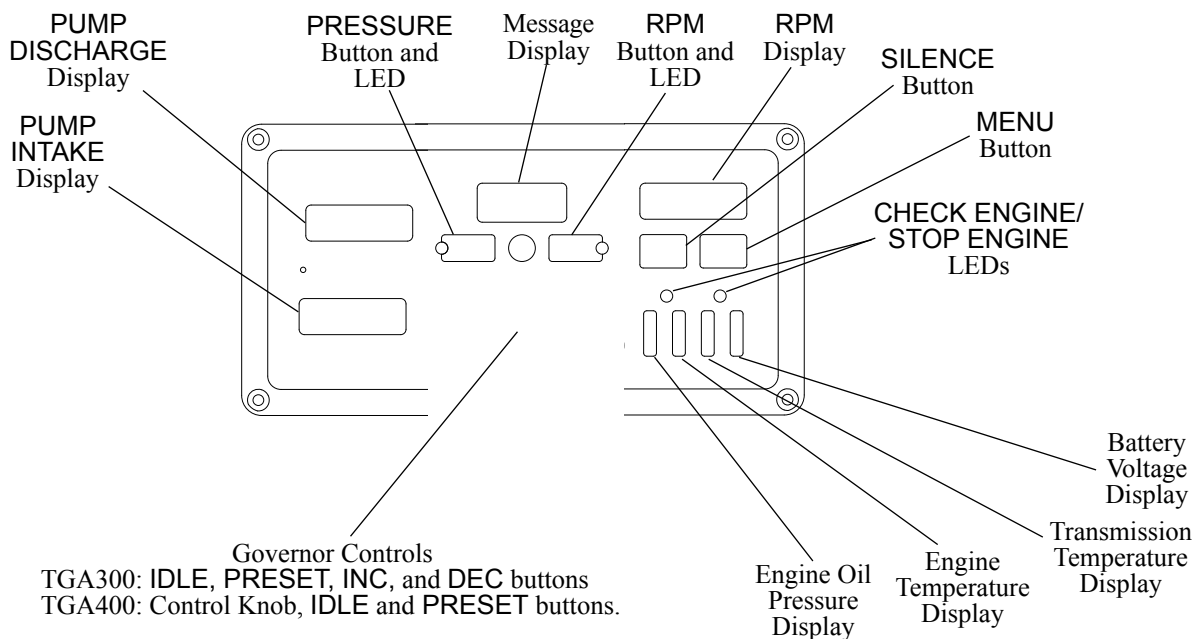 PUMP
DISCHARGE
Display
PRESSURE
Button and
LED
Message
Display
RPM
Button and
LED
RPM
Display
SILENCE
Button
PUMP
INTAKE
Display
MENU
Button
CHECK ENGINE/
STOP ENGINE
LEDs
Battery
Voltage
Display
Transmission
Temperature
Display
Engine
Temperature
Display
Engine Oil
Pressure
Display
Governor Controls
TGA300: IDLE, PRESET, INC, and DEC buttons
TGA400: Control Knob, IDLE and PRESET buttons.